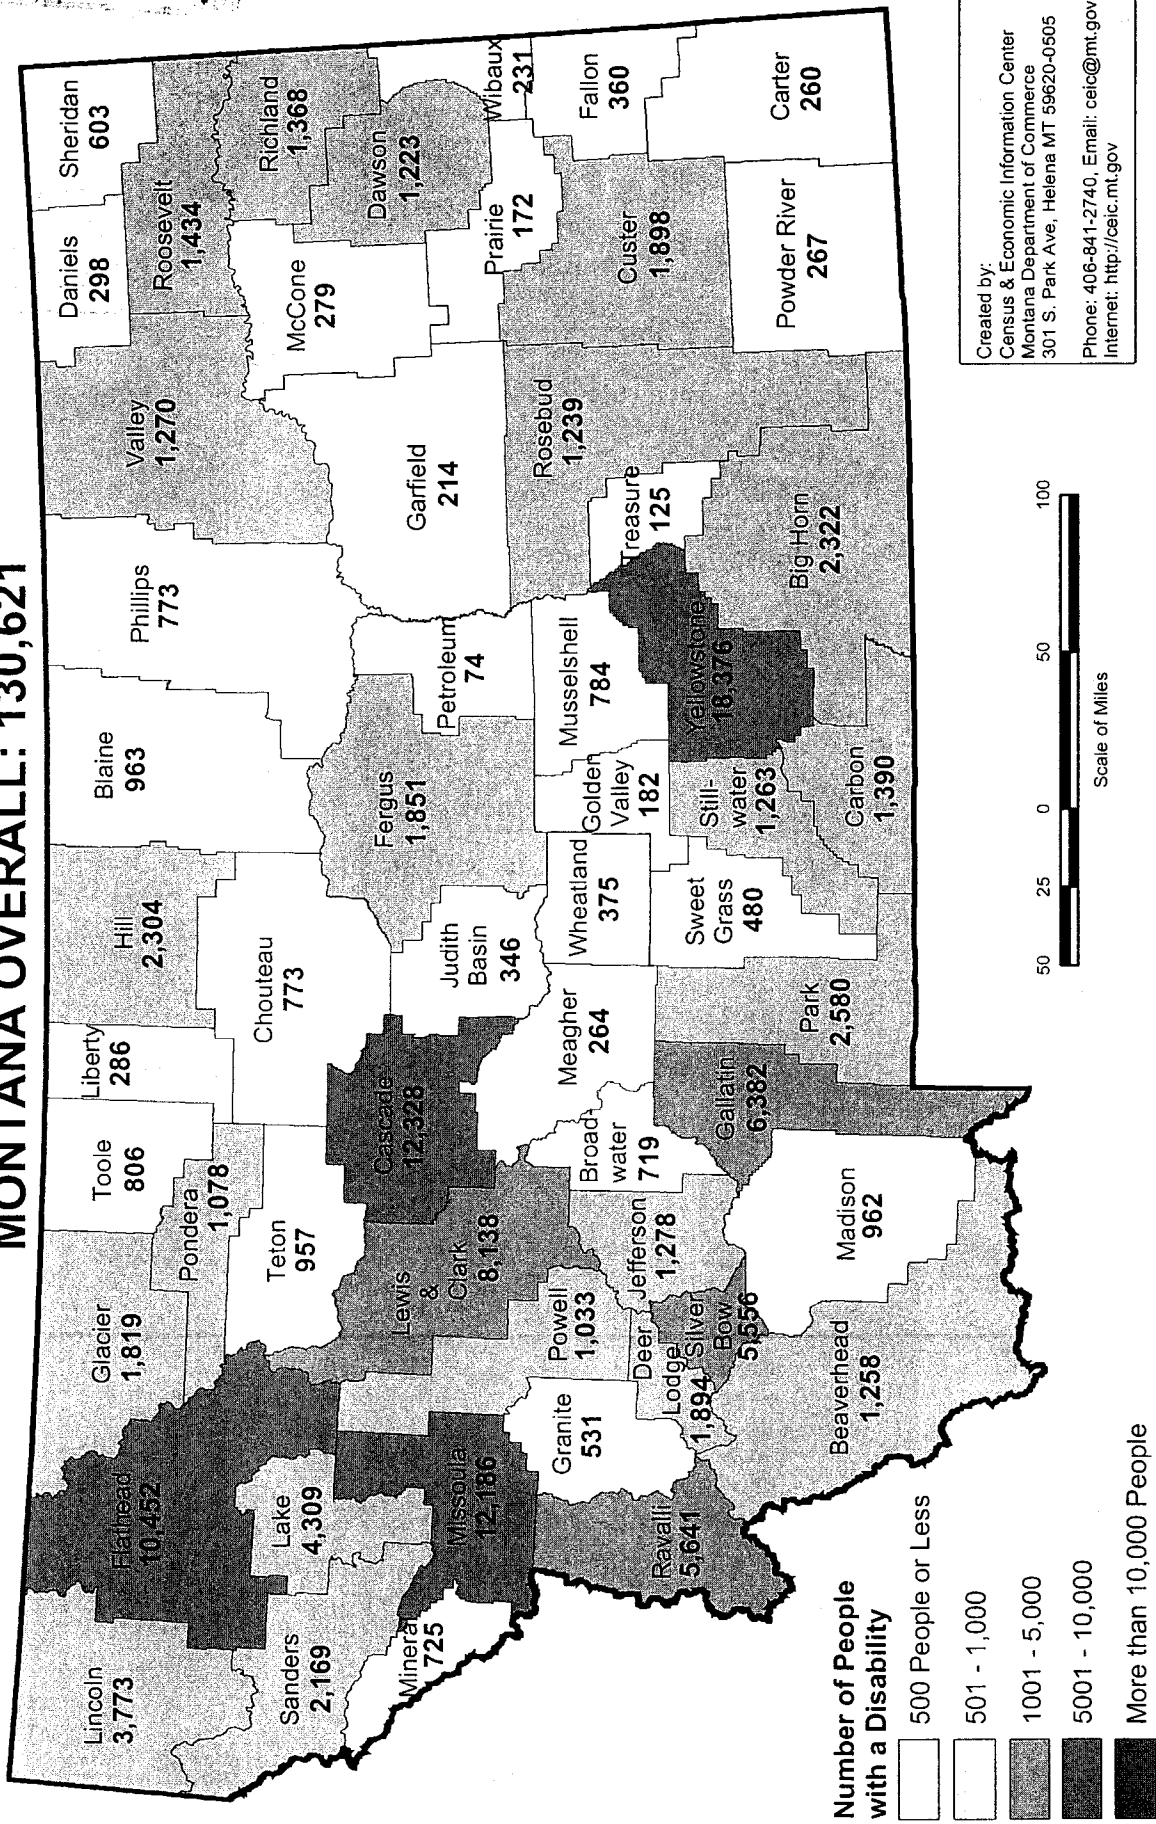 MONTANA OVERALL: 130,621
Lincoln
3,773
Flathead
10,452
Glacier
1,819
Toole
806
Liberty
286
Hill
2,304
Blaine
963
Phillips
773
Valley
1,270
Daniels
298
Sheridan
603
Roosevelt
1,434
Sanders
2,169
Lake
4,309
Pondera
1,078
Teton
957
Chouteau
773
Richland
1,368
McCone
279
Dawson
1,223
Garfield
214
Fergus
1,851
Petroleum
74
Judith
Basin
346
Cascade
12,328
Lewis
&
Clark
8,138
Mineral
725
Missoula
12,186
Powell
1,033
Granite
531
Meagher
264
Wheatland
375
Golden
Valley
182
Musselshell
784
Rosebud
1,239
Treasure
125
Prairie
172
Wibaux
231
Fallon
360
Custer
1,898
Ravalli
5,641
Deer
Lodge
1,894
Silver
Bow
5,556
Jefferson
1,278
Broad-
water
719
Gallatin
6,382
Park
2,580
Sweet
Grass
480
Still-
water
1,263
Yellowstone
18,376
Big Horn
2,322
Carbon
1,390
Powder River
267
Carter
260
Beaverhead
1,258
Madison
962
Number of People
with a Disability
500 People or Less
501 - 1,000
1001 - 5,000
5001 - 10,000
More than 10,000 People
50 25 0 50 100
Scale of Miles
Created by:
Census & Economic Information Center
Montana Department of Commerce
301 S. Park Ave, Helena MT 59620-0505
Phone: 406-841-2740, Email: ceic@mt.gov
Internet: http://ceic.mt.gov